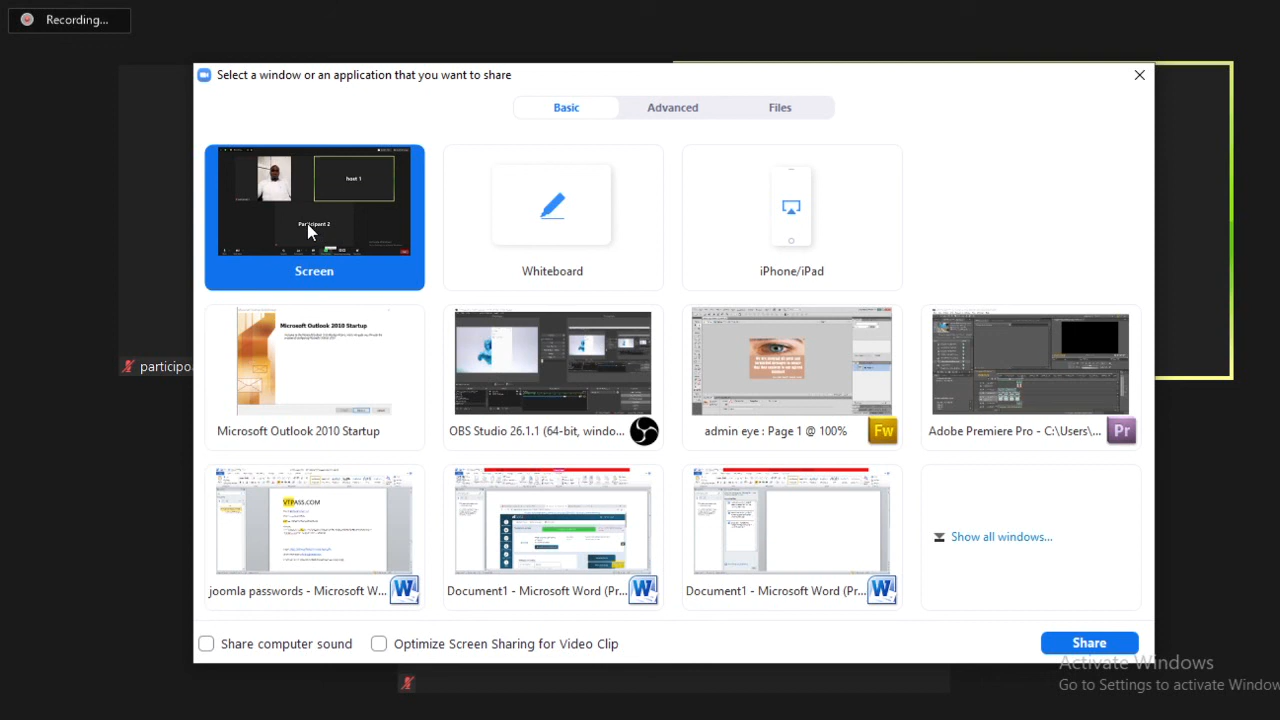 Recording...
Select a window or an application that you want to share
Basic
Advanced
Files
host 1
Participant 2
Screen
Whiteboard
iPhone/iPad
Microsoft Outlook 2010 Startup
Microsoft Outlook 2010 Startup
OBS Studio 26.1.1 (64-bit, windo...
admin eye : Page 1 @ 100%
Fw
Adobe Premiere Pro - C:\Users\...
Pr
participa
VTPASS.COM
joomla passwords - Microsoft W...
W
Document1 - Microsoft Word (Pr...
W
Document1 - Microsoft Word (Pr...
W
Show all windows...
Share computer sound
Optimize Screen Sharing for Video Clip
Share
Activate Windows
Go to Settings to activate Window